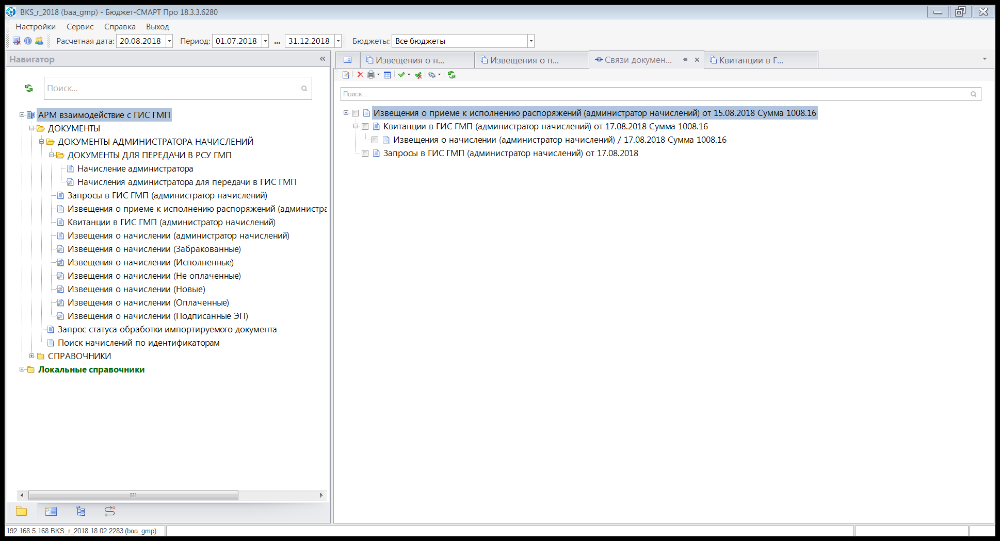 BKS_r_2018 (baa_gmp) - Бюджет-СМАРТ Про 18.3.3.6280
Настройки Сервис Справка Выход
Расчетная дата: 20.08.2018 Период: 01.07.2018 ... 31.12.2018 Бюджеты: Все бюджеты
Навигатор «
Поиск...
АРМ взаимодействие с ГИС ГМП
ДОКУМЕНТЫ
ДОКУМЕНТЫ АДМИНИСТРАТОРА НАЧИСЛЕНИЙ
ДОКУМЕНТЫ ДЛЯ ПЕРЕДАЧИ В РСУ ГМП
Начисление администратора
Начисления администратора для передачи в ГИС ГМП
Запросы в ГИС ГМП (администратор начислений)
Извещения о приеме к исполнению распоряжений (администра
Квитанции в ГИС ГМП (администратор начислений)
Извещения о начислении (администратор начислений)
Извещения о начислении (Забракованные)
Извещения о начислении (Исполненные)
Извещения о начислении (Не оплаченные)
Извещения о начислении (Новые)
Извещения о начислении (Оплаченные)
Извещения о начислении (Подписанные ЭП)
Запрос статуса обработки импортируемого документа
Поиск начислений по идентификаторам
СПРАВОЧНИКИ
Локальные справочники
Извещения о н... Извещения о п... Связи докумен... Квитанции в Г...
Поиск...
Извещения о приеме к исполнению распоряжений (администратор начислений) от 15.08.2018 Сумма 1008.16
Квитанции в ГИС ГМП (администратор начислений) от 17.08.2018 Сумма 1008.16
Извещения о начислении (администратор начислений) / 17.08.2018 Сумма 1008.16
Запросы в ГИС ГМП (администратор начислений) от 17.08.2018
192.168.5.168.BKS_r_2018 18.02.2283 (baa_gmp)